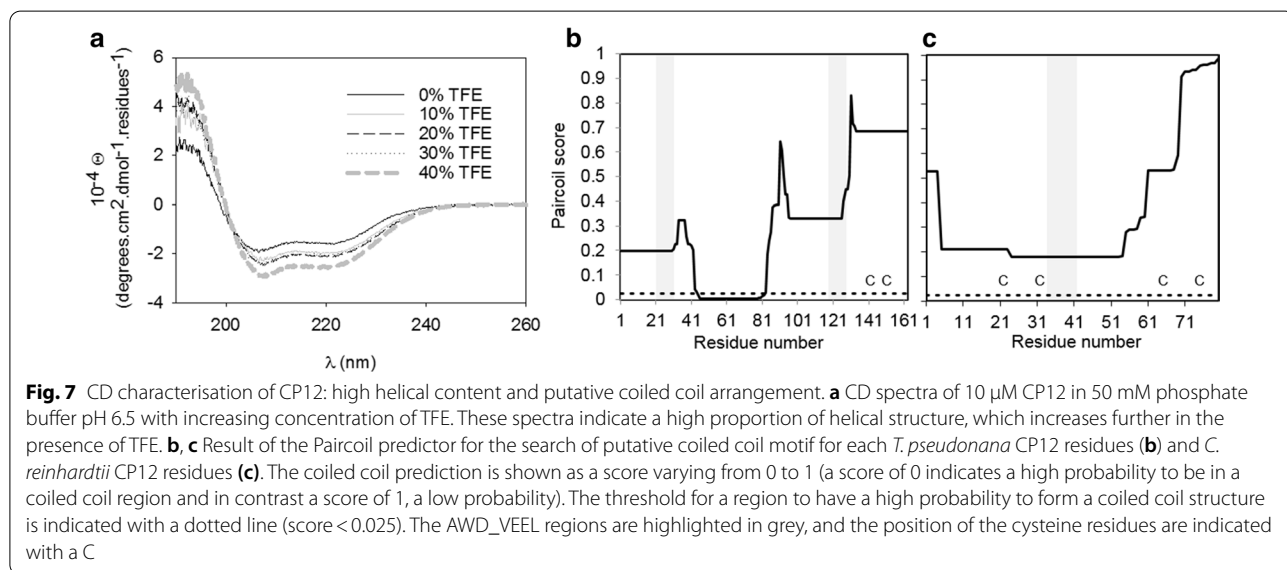 a
b
c
6
4
2
0
-2
-4
10⁻⁴ Θ
(degrees.cm².dmol⁻¹.residues⁻¹)
0% TFE
10% TFE
20% TFE
30% TFE
40% TFE
200 220 240 260
λ (nm)
1
0.9
0.8
0.7
0.6
0.5
0.4
0.3
0.2
0.1
0
Paircoil score
C C
1 21 41 61 81 101 121 141 161
Residue number
C C C C
1 11 21 31 41 51 61 71
Residue number
Fig. 7 CD characterisation of CP12: high helical content and putative coiled coil arrangement. a CD spectra of 10 µM CP12 in 50 mM phosphate
buffer pH 6.5 with increasing concentration of TFE. These spectra indicate a high proportion of helical structure, which increases further in the
presence of TFE. b, c Result of the Paircoil predictor for the search of putative coiled coil motif for each T. pseudonana CP12 residues (b) and C.
reinhardtii CP12 residues (c). The coiled coil prediction is shown as a score varying from 0 to 1 (a score of 0 indicates a high probability to be in a
coiled coil region and in contrast a score of 1, a low probability). The threshold for a region to have a high probability to form a coiled coil structure
is indicated with a dotted line (score < 0.025). The AWD_VEEL regions are highlighted in grey, and the position of the cysteine residues are indicated
with a C